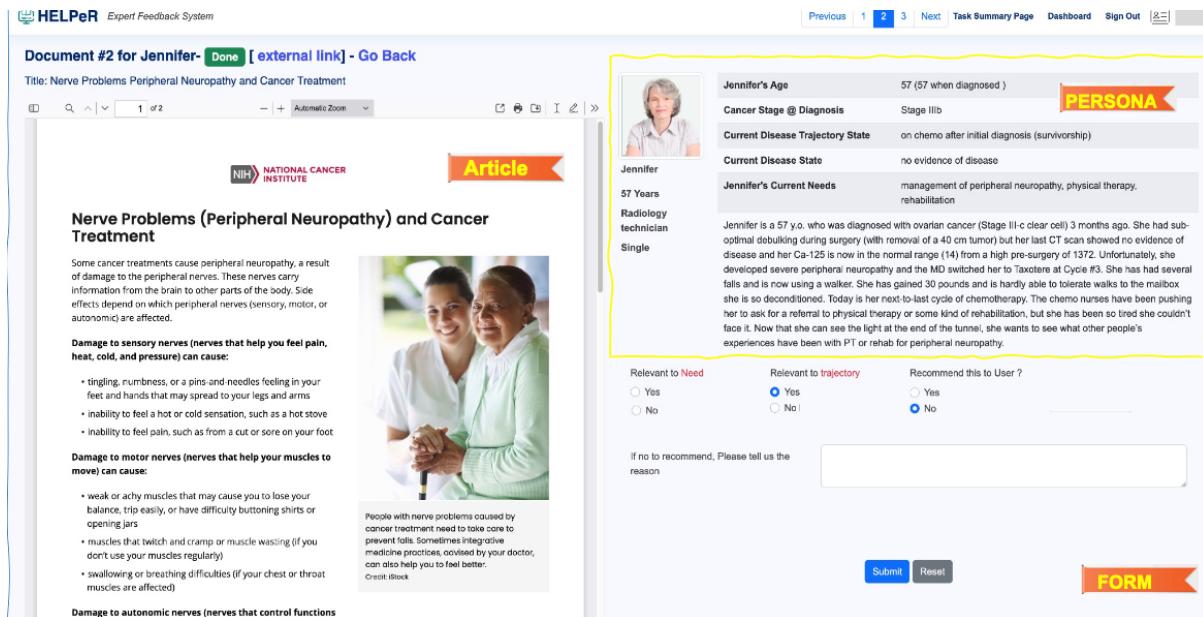 HELPeR Expert Feedback System
Previous 1 2 3 Next Task Summary Page Dashboard Sign Out
Document #2 for Jennifer- Done [ external link] - Go Back
Title: Nerve Problems Peripheral Neuropathy and Cancer Treatment
1 of 2 Automatic Zoom
NIH NATIONAL CANCER
INSTITUTE
Article
Nerve Problems (Peripheral Neuropathy) and Cancer
Treatment
Some cancer treatments cause peripheral neuropathy, a result
of damage to the peripheral nerves. These nerves carry
information from the brain to other parts of the body. Side
effects depend on which peripheral nerves (sensory, motor, or
autonomic) are affected.
Damage to sensory nerves (nerves that help you feel pain,
heat, cold, and pressure) can cause:
• tingling, numbness, or a pins-and-needles feeling in your
feet and hands that may spread to your legs and arms
• inability to feel a hot or cold sensation, such as a hot stove
• inability to feel pain, such as from a cut or sore on your foot
Damage to motor nerves (nerves that help your muscles to
move) can cause:
• weak or achy muscles that may cause you to lose your
balance, trip easily, or have difficulty buttoning shirts or
opening jars
• muscles that twitch and cramp or muscle wasting (if you
don't use your muscles regularly)
• swallowing or breathing difficulties (if your chest or throat
muscles are affected)
Damage to autonomic nerves (nerves that control functions
People with nerve problems caused by
cancer treatment need to take care to
prevent falls. Sometimes integrative
medicine practices, advised by your doctor,
can also help you to feel better.
Credit: iStock
Jennifer
57 Years
Radiology
technician
Single
PERSONA
Jennifer's Age 57 (57 when diagnosed )
Cancer Stage @ Diagnosis Stage IIIb
Current Disease Trajectory State on chemo after initial diagnosis (survivorship)
Current Disease State no evidence of disease
Jennifer's Current Needs management of peripheral neuropathy, physical therapy,
rehabilitation
Jennifer is a 57 y.o. who was diagnosed with ovarian cancer (Stage III-c clear cell) 3 months ago. She had sub-
optimal debulking during surgery (with removal of a 40 cm tumor) but her last CT scan showed no evidence of
disease and her Ca-125 is now in the normal range (14) from a high pre-surgery of 1372. Unfortunately, she
developed severe peripheral neuropathy and the MD switched her to Taxotere at Cycle #3. She has had several
falls and is now using a walker. She has gained 30 pounds and is hardly able to tolerate walks to the mailbox
she is so deconditioned. Today is her next-to-last cycle of chemotherapy. The chemo nurses have been pushing
her to ask for a referral to physical therapy or some kind of rehabilitation, but she has been so tired she couldn't
face it. Now that she can see the light at the end of the tunnel, she wants to see what other people's
experiences have been with PT or rehab for peripheral neuropathy.
Relevant to Need Relevant to trajectory Recommend this to User ?
Yes Yes Yes
No No No
If no to recommend, Please tell us the
reason
Submit Reset
FORM